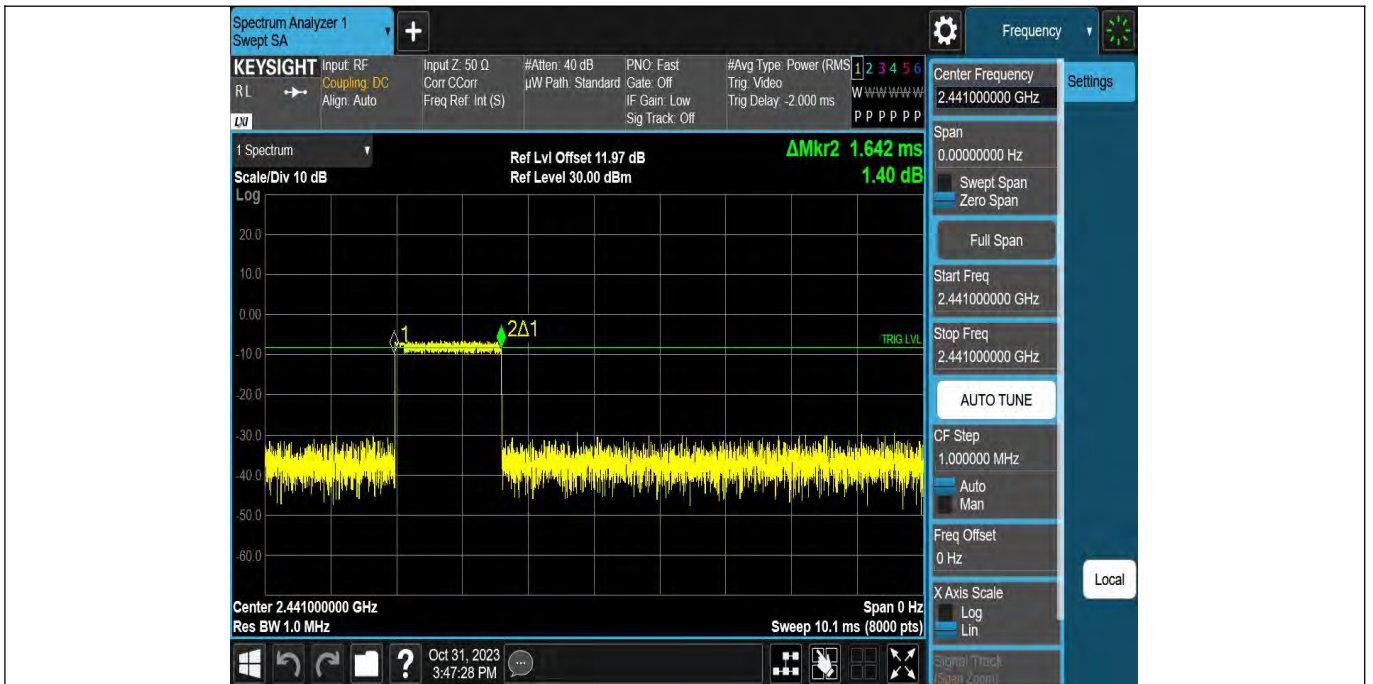 Spectrum Analyzer 1
Swept SA
Frequency
KEYSIGHT
RL
LXI
Input: RF
Coupling: DC
Align: Auto
Input Z: 50 Ω
Corr CCorr
Freq Ref: Int (S)
#Atten: 40 dB
µW Path: Standard
PNO: Fast
Gate: Off
IF Gain: Low
Sig Track: Off
#Avg Type: Power (RMS
Trig: Video
Trig Delay: -2.000 ms
1 2 3 4 5 6
W W W W W W
P P P P P P
1 Spectrum
Scale/Div 10 dB
Log
Ref Lvl Offset 11.97 dB
Ref Level 30.00 dBm
ΔMkr2 1.642 ms
1.40 dB
20.0
10.0
0.00
-10.0
-20.0
-30.0
-40.0
-50.0
-60.0
1
2Δ1
TRIG LVL
Center 2.441000000 GHz
Res BW 1.0 MHz
Span 0 Hz
Sweep 10.1 ms (8000 pts)
Oct 31, 2023
3:47:28 PM
Center Frequency
2.441000000 GHz
Span
0.00000000 Hz
Swept Span
Zero Span
Full Span
Start Freq
2.441000000 GHz
Stop Freq
2.441000000 GHz
AUTO TUNE
CF Step
1.000000 MHz
Auto
Man
Freq Offset
0 Hz
X Axis Scale
Log
Lin
Signal Track
(Span Zoom)
Settings
Local